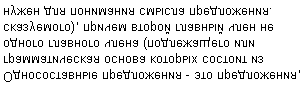 Односоставные предложения - это предложения,
грамматическая основа которых состоит из
одного главного члена (подлежащего или
сказуемого), причем второй главный член не
нужен для понимания смысла предложения.